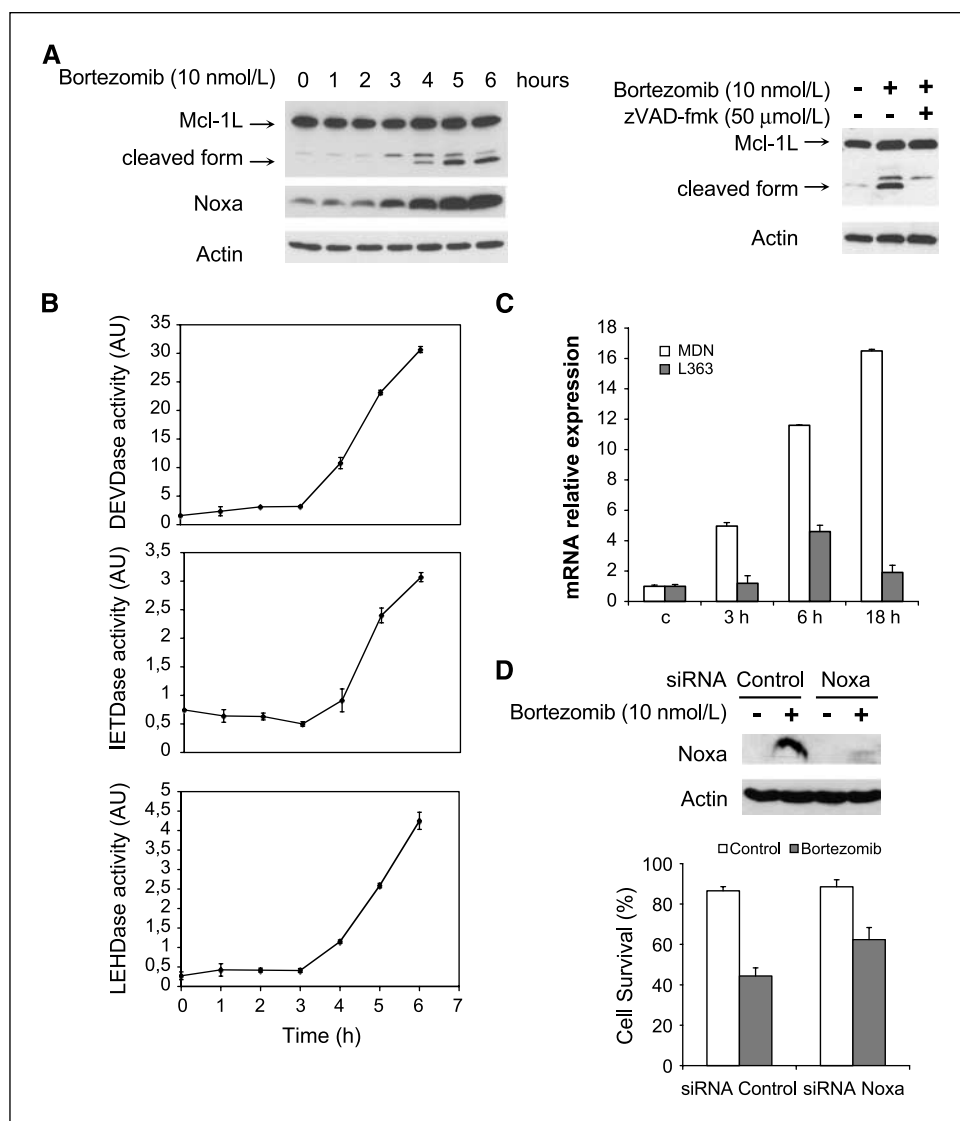 A
Bortezomib (10 nmol/L) 0 1 2 3 4 5 6 hours
Mcl-1L →
cleaved form →
Noxa
Actin
Bortezomib (10 nmol/L) - + +
zVAD-fmk (50 μmol/L) - - +
Mcl-1L →
cleaved form →
Actin
B
DEVDase activity (AU)
35
30
25
20
15
10
5
0
IETDase activity (AU)
3,5
3
2,5
2
1,5
1
0,5
0
LEHDase activity (AU)
5
4,5
4
3,5
3
2,5
2
1,5
1
0,5
0
0 1 2 3 4 5 6 7
Time (h)
C
mRNA relative expression
18
16
14
12
10
8
6
4
2
0
MDN
L363
c 3 h 6 h 18 h
D
siRNA Control Noxa
Bortezomib (10 nmol/L) - + - +
Noxa
Actin
Control Bortezomib
Cell Survival (%)
100
80
60
40
20
0
siRNA Control siRNA Noxa